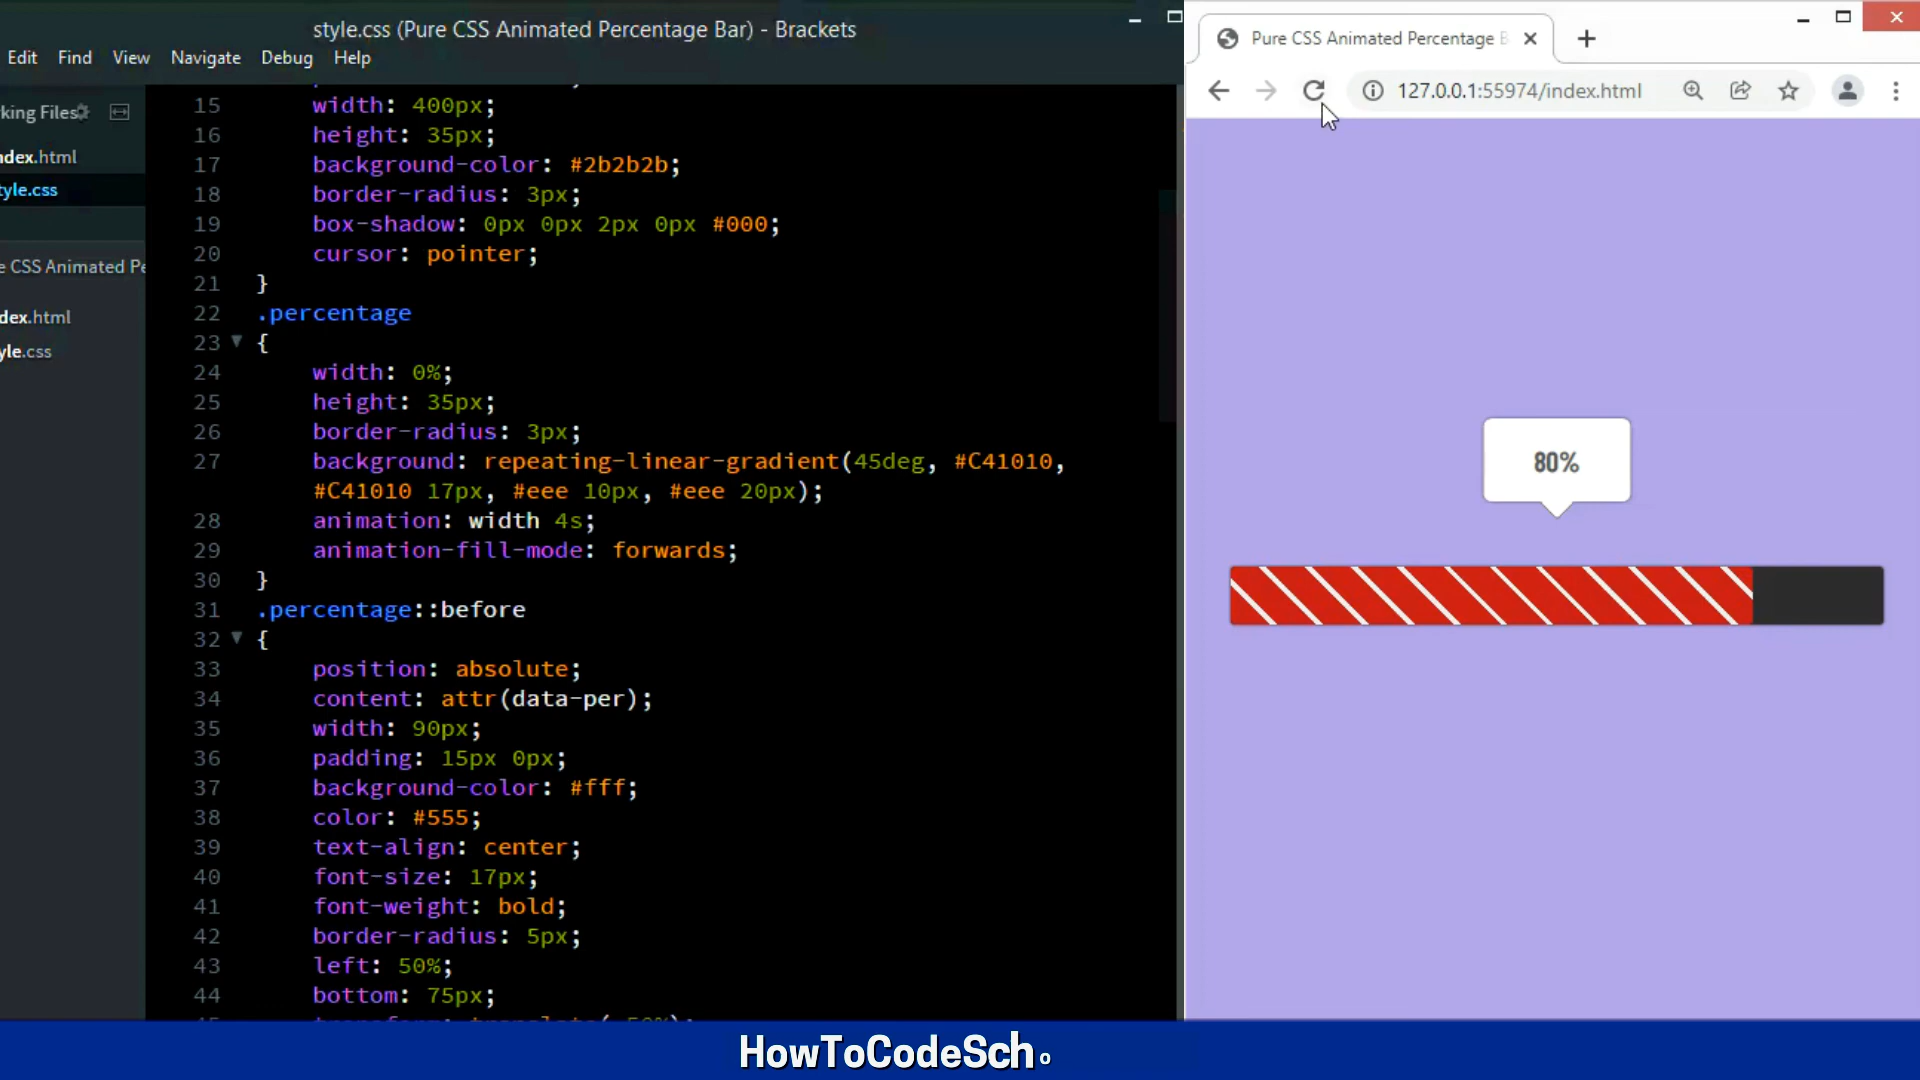 style.css (Pure CSS Animated Percentage Bar) - Brackets
Edit Find View Navigate Debug Help
king Files
ndex.html
tyle.css
e CSS Animated Pe
dex.html
yle.css
15 width: 400px;
16 height: 35px;
17 background-color: #2b2b2b;
18 border-radius: 3px;
19 box-shadow: 0px 0px 2px 0px #000;
20 cursor: pointer;
21 }
22 .percentage
23 {
24 width: 0%;
25 height: 35px;
26 border-radius: 3px;
27 background: repeating-linear-gradient(45deg, #C41010,
#C41010 17px, #eee 10px, #eee 20px);
28 animation: width 4s;
29 animation-fill-mode: forwards;
30 }
31 .percentage::before
32 {
33 position: absolute;
34 content: attr(data-per);
35 width: 90px;
36 padding: 15px 0px;
37 background-color: #fff;
38 color: #555;
39 text-align: center;
40 font-size: 17px;
41 font-weight: bold;
42 border-radius: 5px;
43 left: 50%;
44 bottom: 75px;
Pure CSS Animated Percentage B
127.0.0.1:55974/index.html
80%
HowToCodeScho